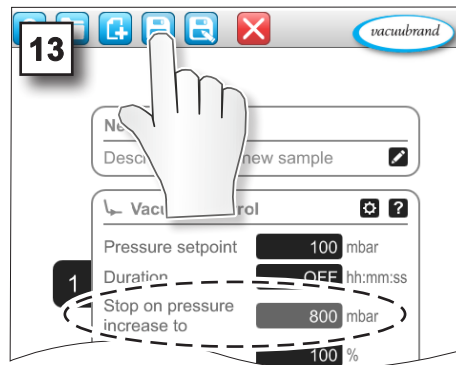 13
vacuubrand
Ne
Desc new sample
Vacu rol
?
Pressure setpoint 100 mbar
1
Duration OFF hh:mm:ss
Stop on pressure
increase to
800 mbar
100 %